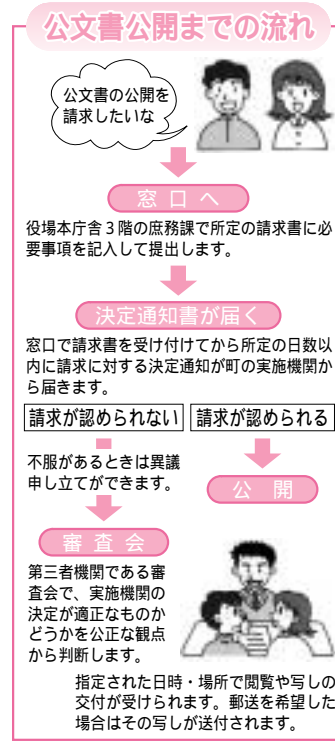 公文書公開までの流れ
公文書の公開を
請求したいな
窓口へ
役場本庁舎3階の庶務課で所定の請求書に必
要事項を記入して提出します。
決定通知書が届く
窓口で請求書を受け付けてから所定の日数以
内に請求に対する決定通知が町の実施機関か
ら届きます。
請求が認められない
請求が認められる
不服があるときは異議
申し立てができます。
公開
審査会
第三者機関である審
査会で、実施機関の
決定が適正なものか
どうかを公正な観点
から判断します。
指定された日時・場所で閲覧や写しの
交付が受けられます。郵送を希望した
場合はその写しが送付されます。